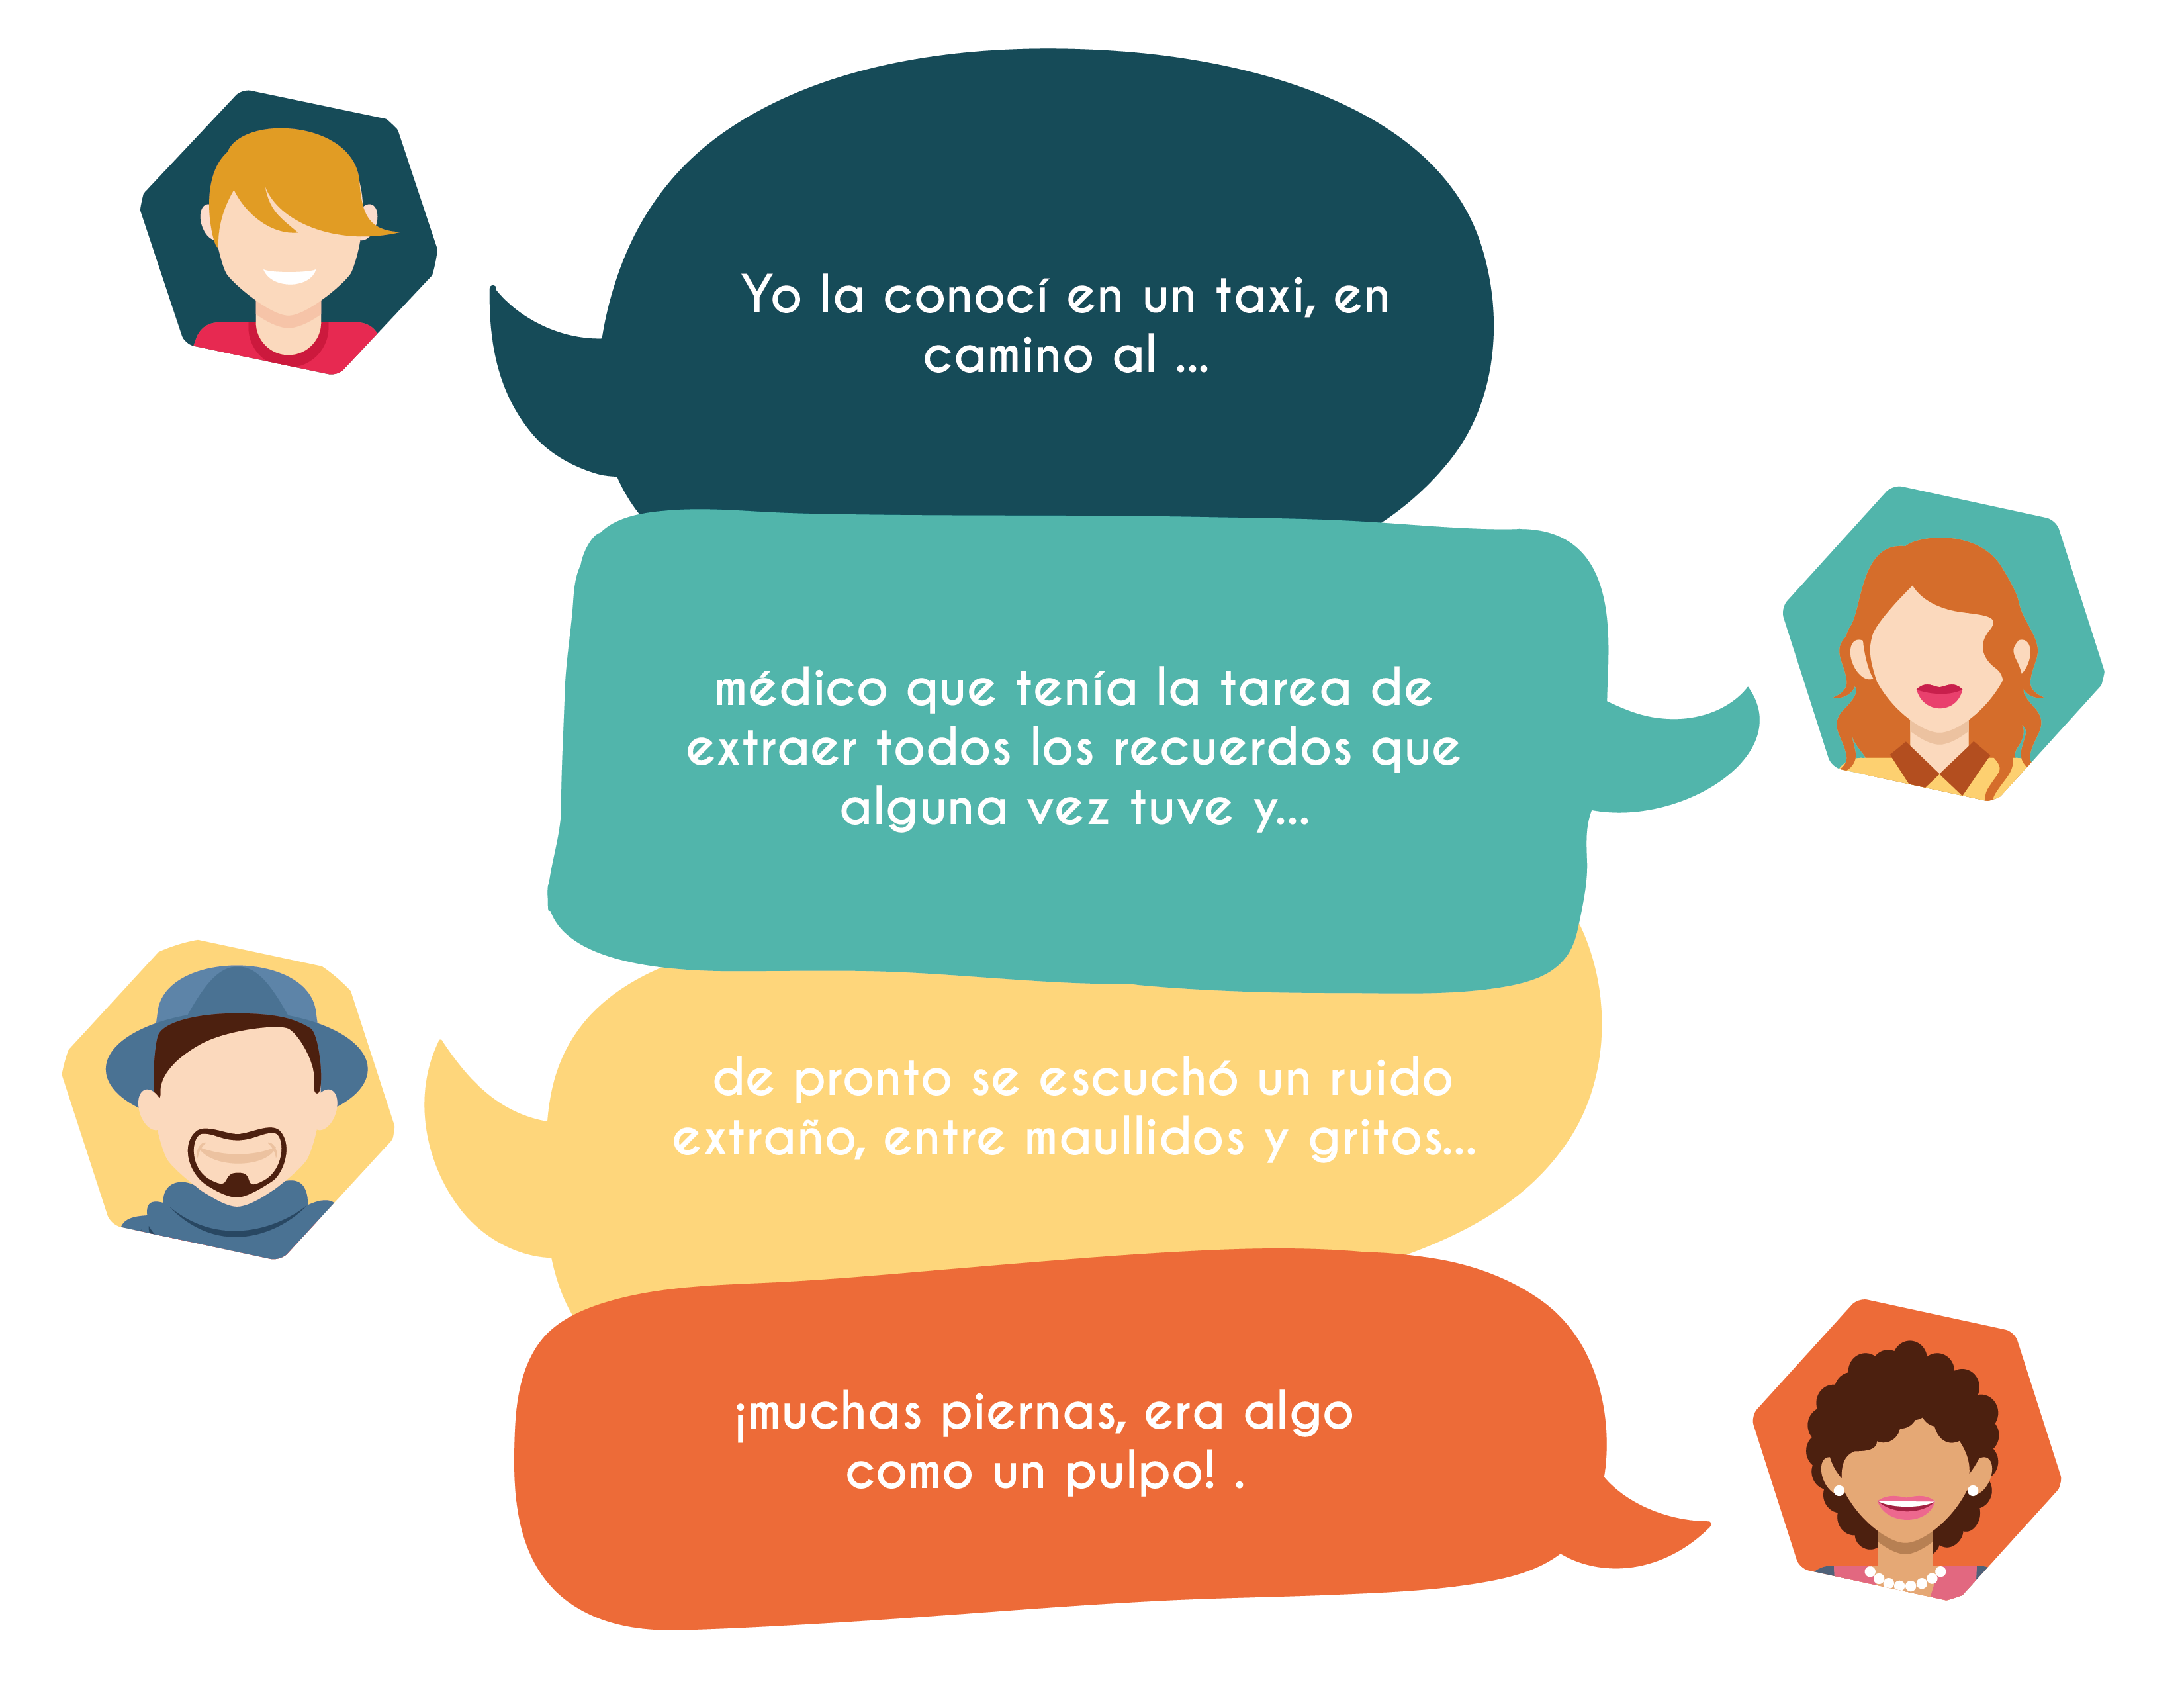 Yo la conocí en un taxi, en
camino al ...
médico que tenía la tarea de
extraer todos los recuerdos que
alguna vez tuve y...
de pronto se escuchó un ruido
extraño, entre maullidos y gritos...
¡muchas piernas, era algo
como un pulpo! .